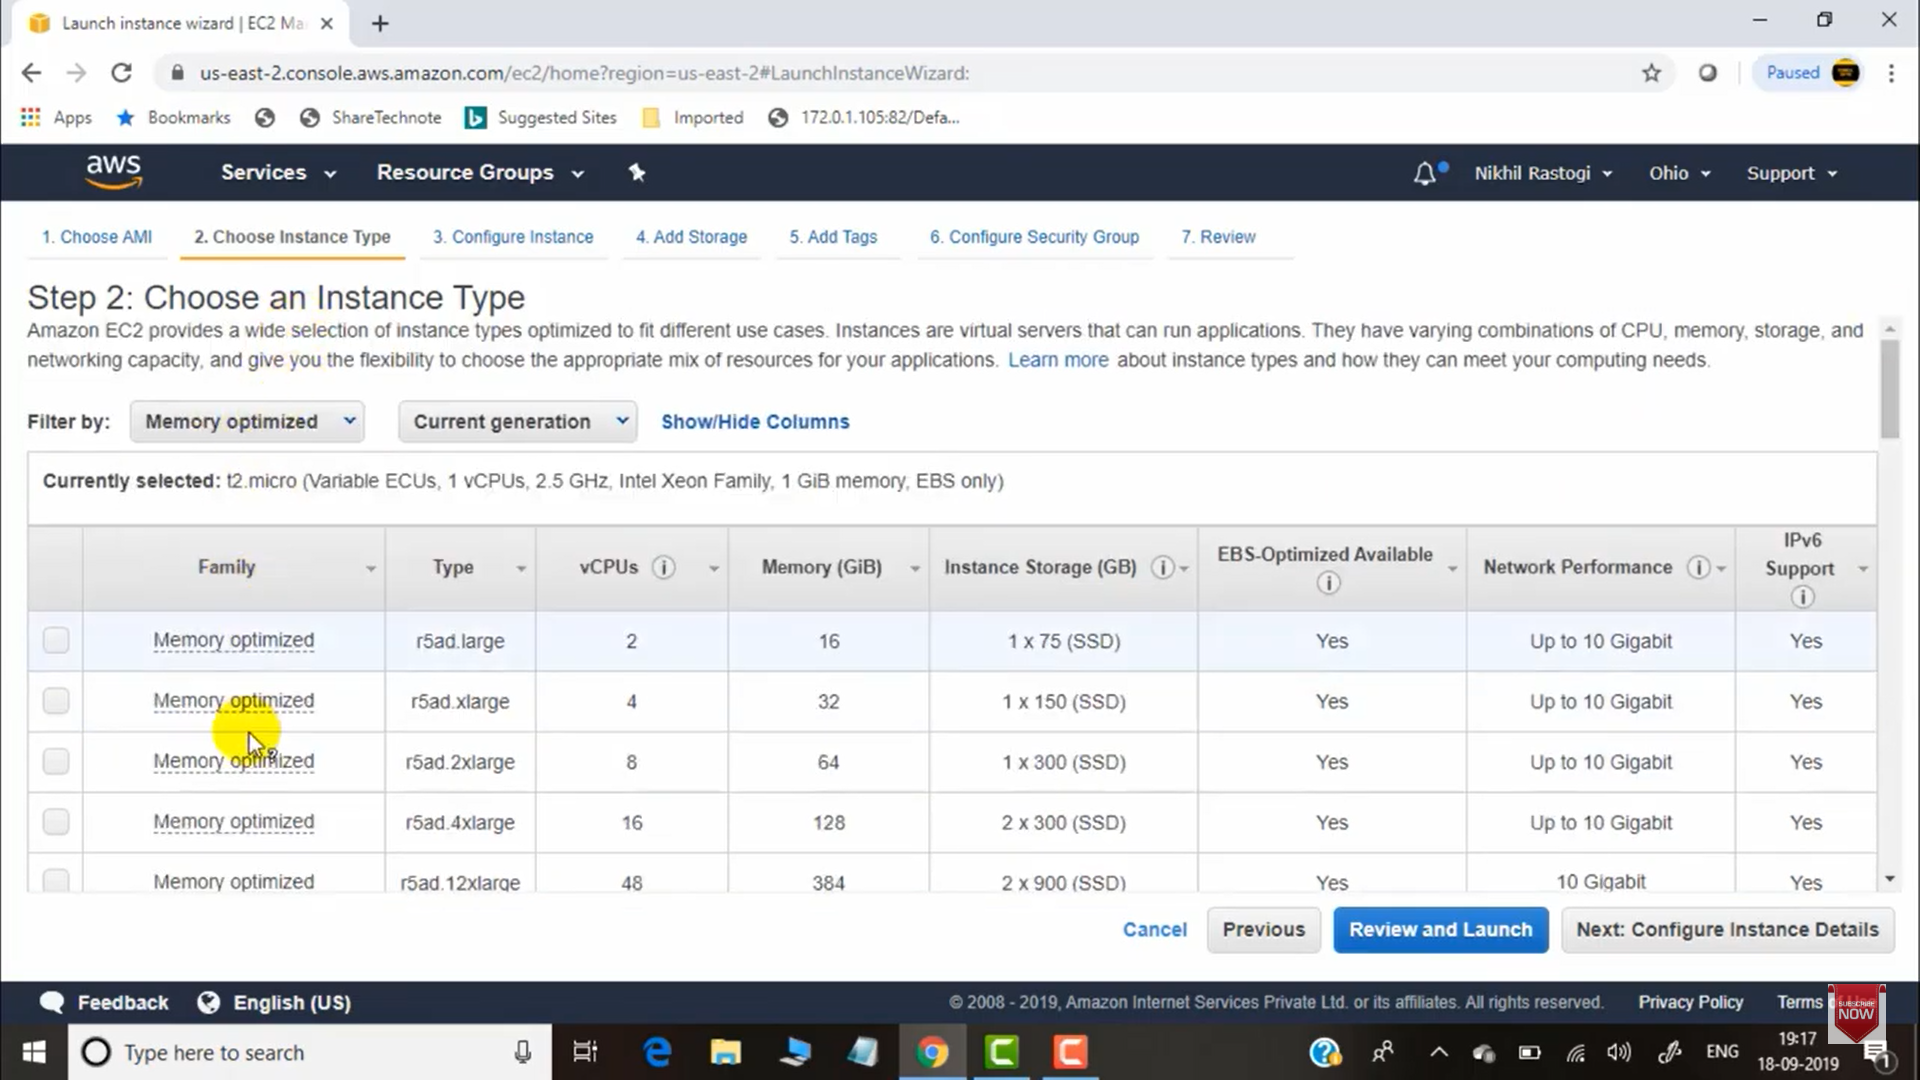 Launch instance wizard | EC2 Ma
us-east-2.console.aws.amazon.com/ec2/home?region=us-east-2#LaunchInstanceWizard:
Paused
Apps
Bookmarks
ShareTechnote
Suggested Sites
Imported
172.0.1.105:82/Defa...
aws
Services
Resource Groups
Nikhil Rastogi
Ohio
Support
1. Choose AMI
2. Choose Instance Type
3. Configure Instance
4. Add Storage
5. Add Tags
6. Configure Security Group
7. Review
Step 2: Choose an Instance Type
Amazon EC2 provides a wide selection of instance types optimized to fit different use cases. Instances are virtual servers that can run applications. They have varying combinations of CPU, memory, storage, and
networking capacity, and give you the flexibility to choose the appropriate mix of resources for your applications. Learn more about instance types and how they can meet your computing needs.
Filter by: Memory optimized Current generation Show/Hide Columns
Currently selected: t2.micro (Variable ECUs, 1 vCPUs, 2.5 GHz, Intel Xeon Family, 1 GiB memory, EBS only)
Family Type vCPUs Memory (GiB) Instance Storage (GB) EBS-Optimized Available Network Performance IPv6 Support
Memory optimized r5ad.large 2 16 1 x 75 (SSD) Yes Up to 10 Gigabit Yes
Memory optimized r5ad.xlarge 4 32 1 x 150 (SSD) Yes Up to 10 Gigabit Yes
Memory optimized r5ad.2xlarge 8 64 1 x 300 (SSD) Yes Up to 10 Gigabit Yes
Memory optimized r5ad.4xlarge 16 128 2 x 300 (SSD) Yes Up to 10 Gigabit Yes
Memory optimized r5ad.12xlarge 48 384 2 x 900 (SSD) Yes 10 Gigabit Yes
Cancel Previous Review and Launch Next: Configure Instance Details
Feedback English (US) © 2008 - 2019, Amazon Internet Services Private Ltd. or its affiliates. All rights reserved. Privacy Policy Terms
SUBSCRIBE
NOW
Type here to search
ENG
19:17
18-09-2019
1